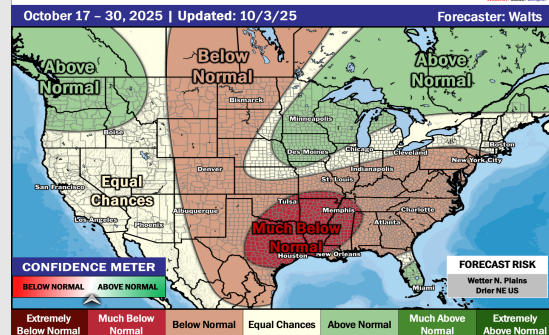 October 17 – 30, 2025 | Updated: 10/3/25
Forecaster: Walts
Above
Normal
Below
Normal
Above
Normal
Bismarck
Minneapolis
Boise
Des Moines
Chicago
Cleveland
Boston
New York City
Indianapolis
Denver
St. Louis
San Francisco
Equal
Chances
Tulsa
Memphis
Charlotte
Los Angeles
Phoenix
Albuquerque
Atlanta
Much Below
Normal
Houston
New Orleans
Miami
CONFIDENCE METER
BELOW NORMAL
ABOVE NORMAL
FORECAST RISK
Wetter N. Plains
Drier NE US
Extremely
Below Normal
Much Below
Normal
Below Normal
Equal Chances
Above Normal
Much Above
Normal
Extremely
Above Normal